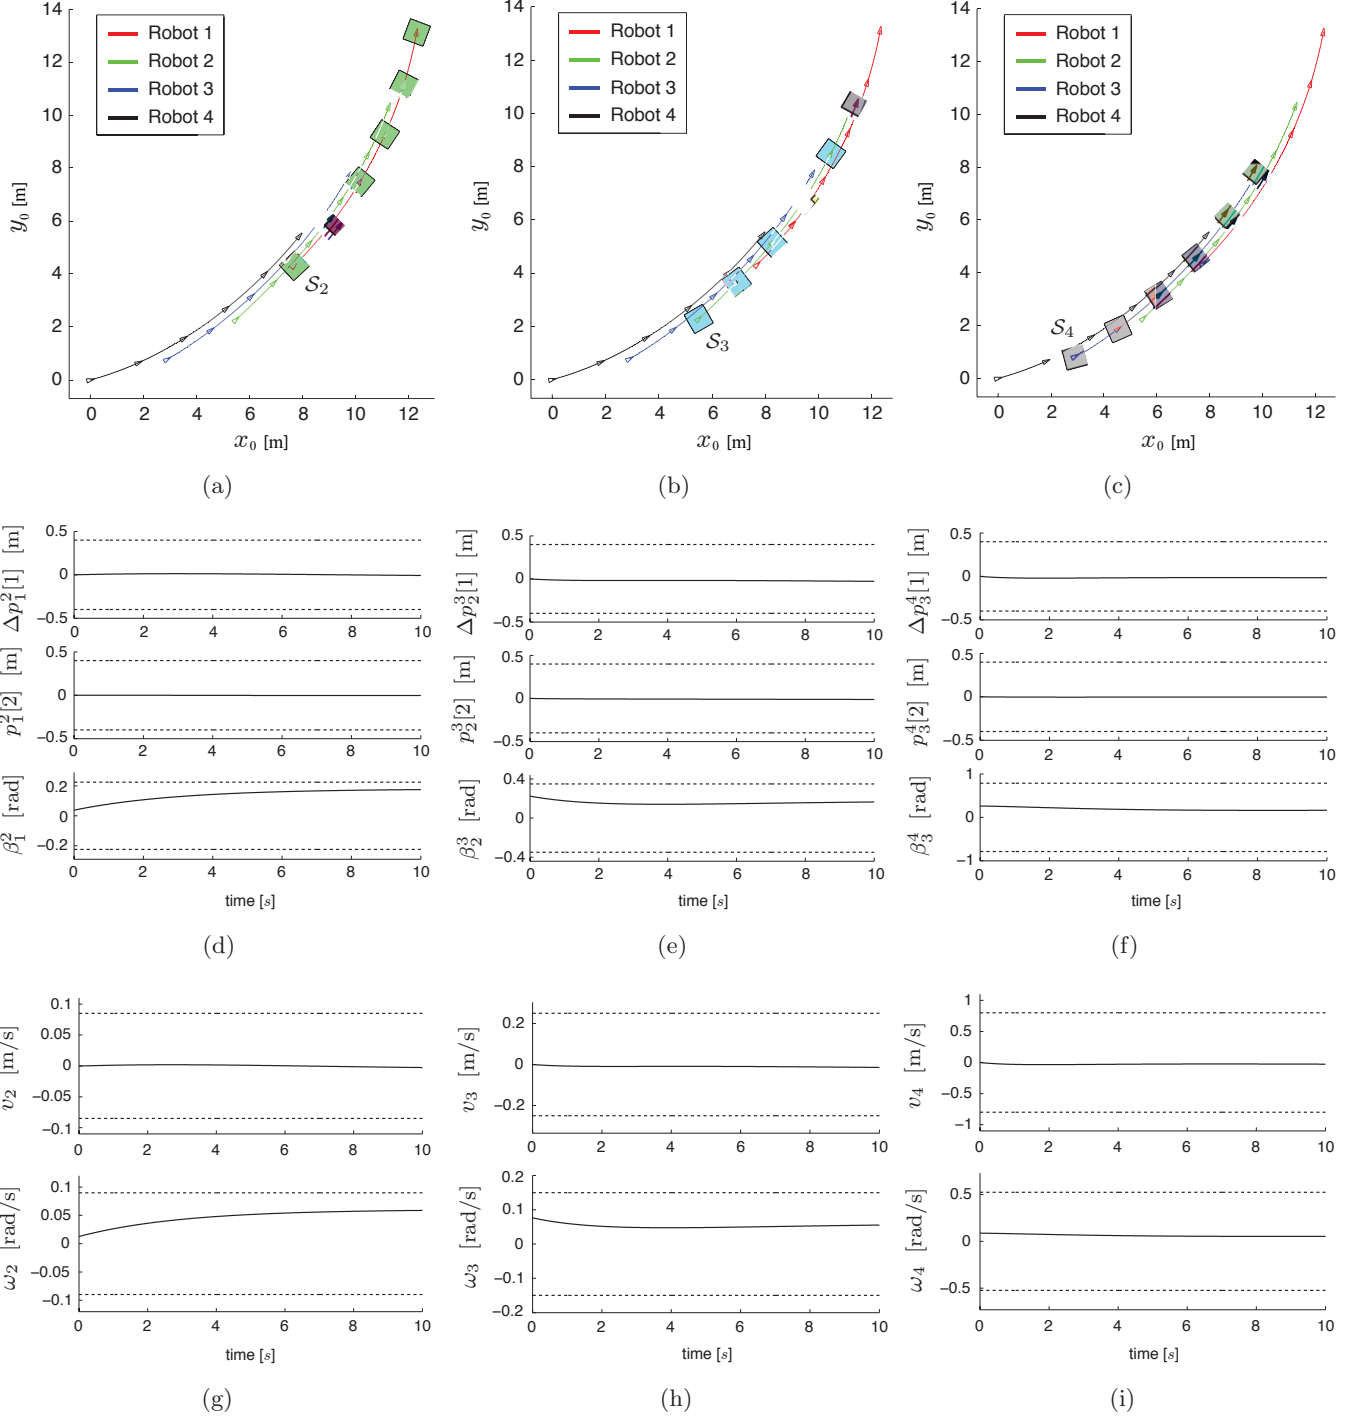 14
12
10
8
6
4
2
0
0 2 4 6 8 10 12
y₀ [m]
x₀ [m]
Robot 1
Robot 2
Robot 3
Robot 4
S₂
(a)
14
12
10
8
6
4
2
0
0 2 4 6 8 10 12
y₀ [m]
x₀ [m]
Robot 1
Robot 2
Robot 3
Robot 4
S₃
(b)
14
12
10
8
6
4
2
0
0 2 4 6 8 10 12
y₀ [m]
x₀ [m]
Robot 1
Robot 2
Robot 3
Robot 4
S₄
(c)
Δp₁²[1] [m]
0.5
0
−0.5
0 2 4 6 8 10
p₁²[2] [m]
0.5
0
−0.5
0 2 4 6 8 10
β₁² [rad]
0.2
0
−0.2
0 2 4 6 8 10
time [s]
(d)
Δp₂³[1] [m]
0.5
0
−0.5
0 2 4 6 8 10
p₂³[2] [m]
0.5
0
−0.5
0 2 4 6 8 10
β₂³ [rad]
0.4
0
−0.4
0 2 4 6 8 10
time [s]
(e)
Δp₃⁴[1] [m]
0.5
0
−0.5
0 2 4 6 8 10
p₃⁴[2] [m]
0.5
0
−0.5
0 2 4 6 8 10
β₃⁴ [rad]
1
0
−1
0 2 4 6 8 10
time [s]
(f)
v₂ [m/s]
0.1
0.05
0
−0.05
−0.1
0 2 4 6 8 10
ω₂ [rad/s]
0.1
0.05
0
−0.05
−0.1
0 2 4 6 8 10
time [s]
(g)
v₃ [m/s]
0.2
0
−0.2
0 2 4 6 8 10
ω₃ [rad/s]
0.2
0.1
0
−0.1
−0.2
0 2 4 6 8 10
time [s]
(h)
v₄ [m/s]
1
0.5
0
−0.5
−1
0 2 4 6 8 10
ω₄ [rad/s]
0.5
0
−0.5
0 2 4 6 8 10
time [s]
(i)